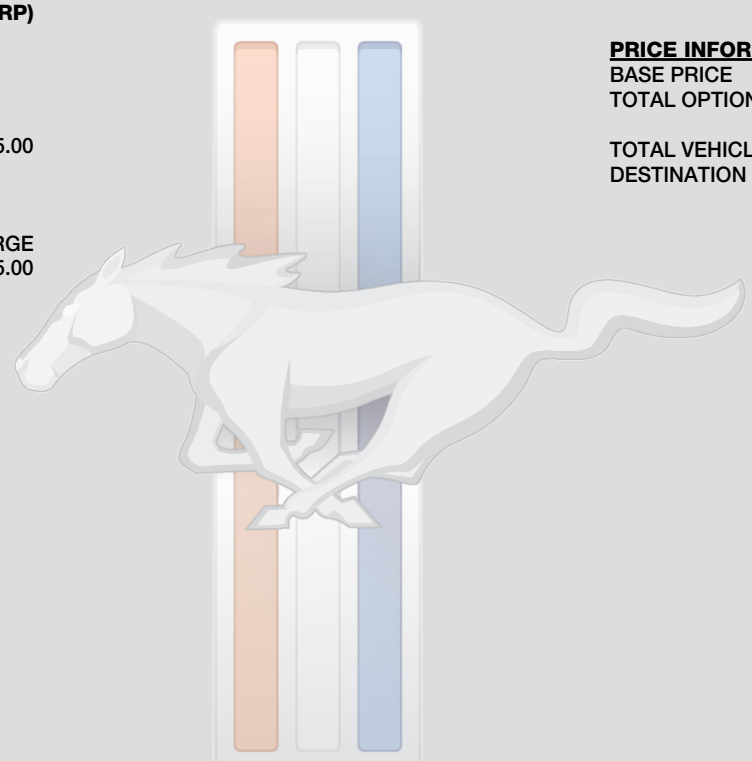 RP)
5.00
RGE
5.00
PRICE INFOR
BASE PRICE
TOTAL OPTION
TOTAL VEHICL
DESTINATION